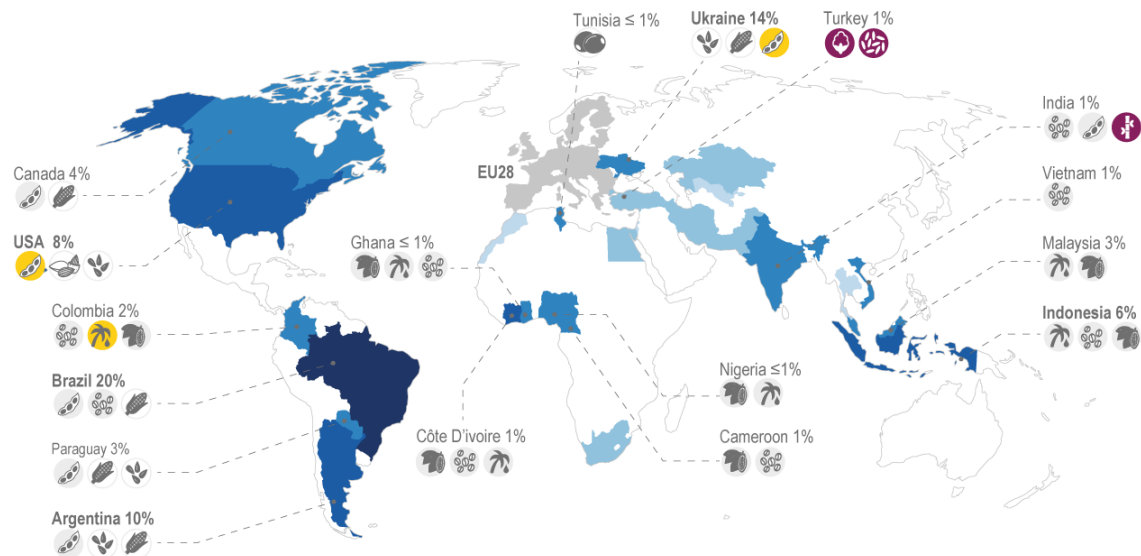 Tunisia ≤ 1%
Ukraine 14%
Turkey 1%
India 1%
Canada 4%
EU28
Vietnam 1%
USA 8%
Ghana ≤ 1%
Malaysia 3%
Colombia 2%
Indonesia 6%
Brazil 20%
Nigeria ≤1%
Paraguay 3%
Côte D'ivoire 1%
Cameroon 1%
Argentina 10%